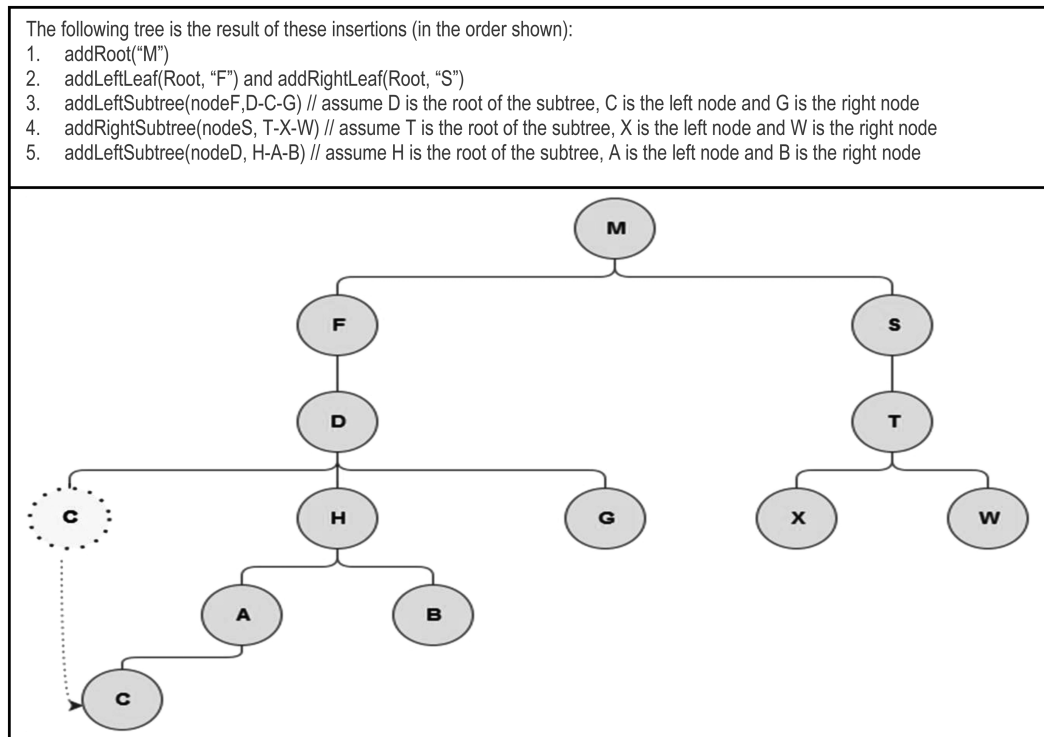 The following tree is the result of these insertions (in the order shown):
1. addRoot(“M”)
2. addLeftLeaf(Root, “F”) and addRightLeaf(Root, “S”)
3. addLeftSubtree(nodeF,D-C-G) // assume D is the root of the subtree, C is the left node and G is the right node
4. addRightSubtree(nodeS, T-X-W) // assume T is the root of the subtree, X is the left node and W is the right node
5. addLeftSubtree(nodeD, H-A-B) // assume H is the root of the subtree, A is the left node and B is the right node
M
F S
D T
C H G X W
A B
C